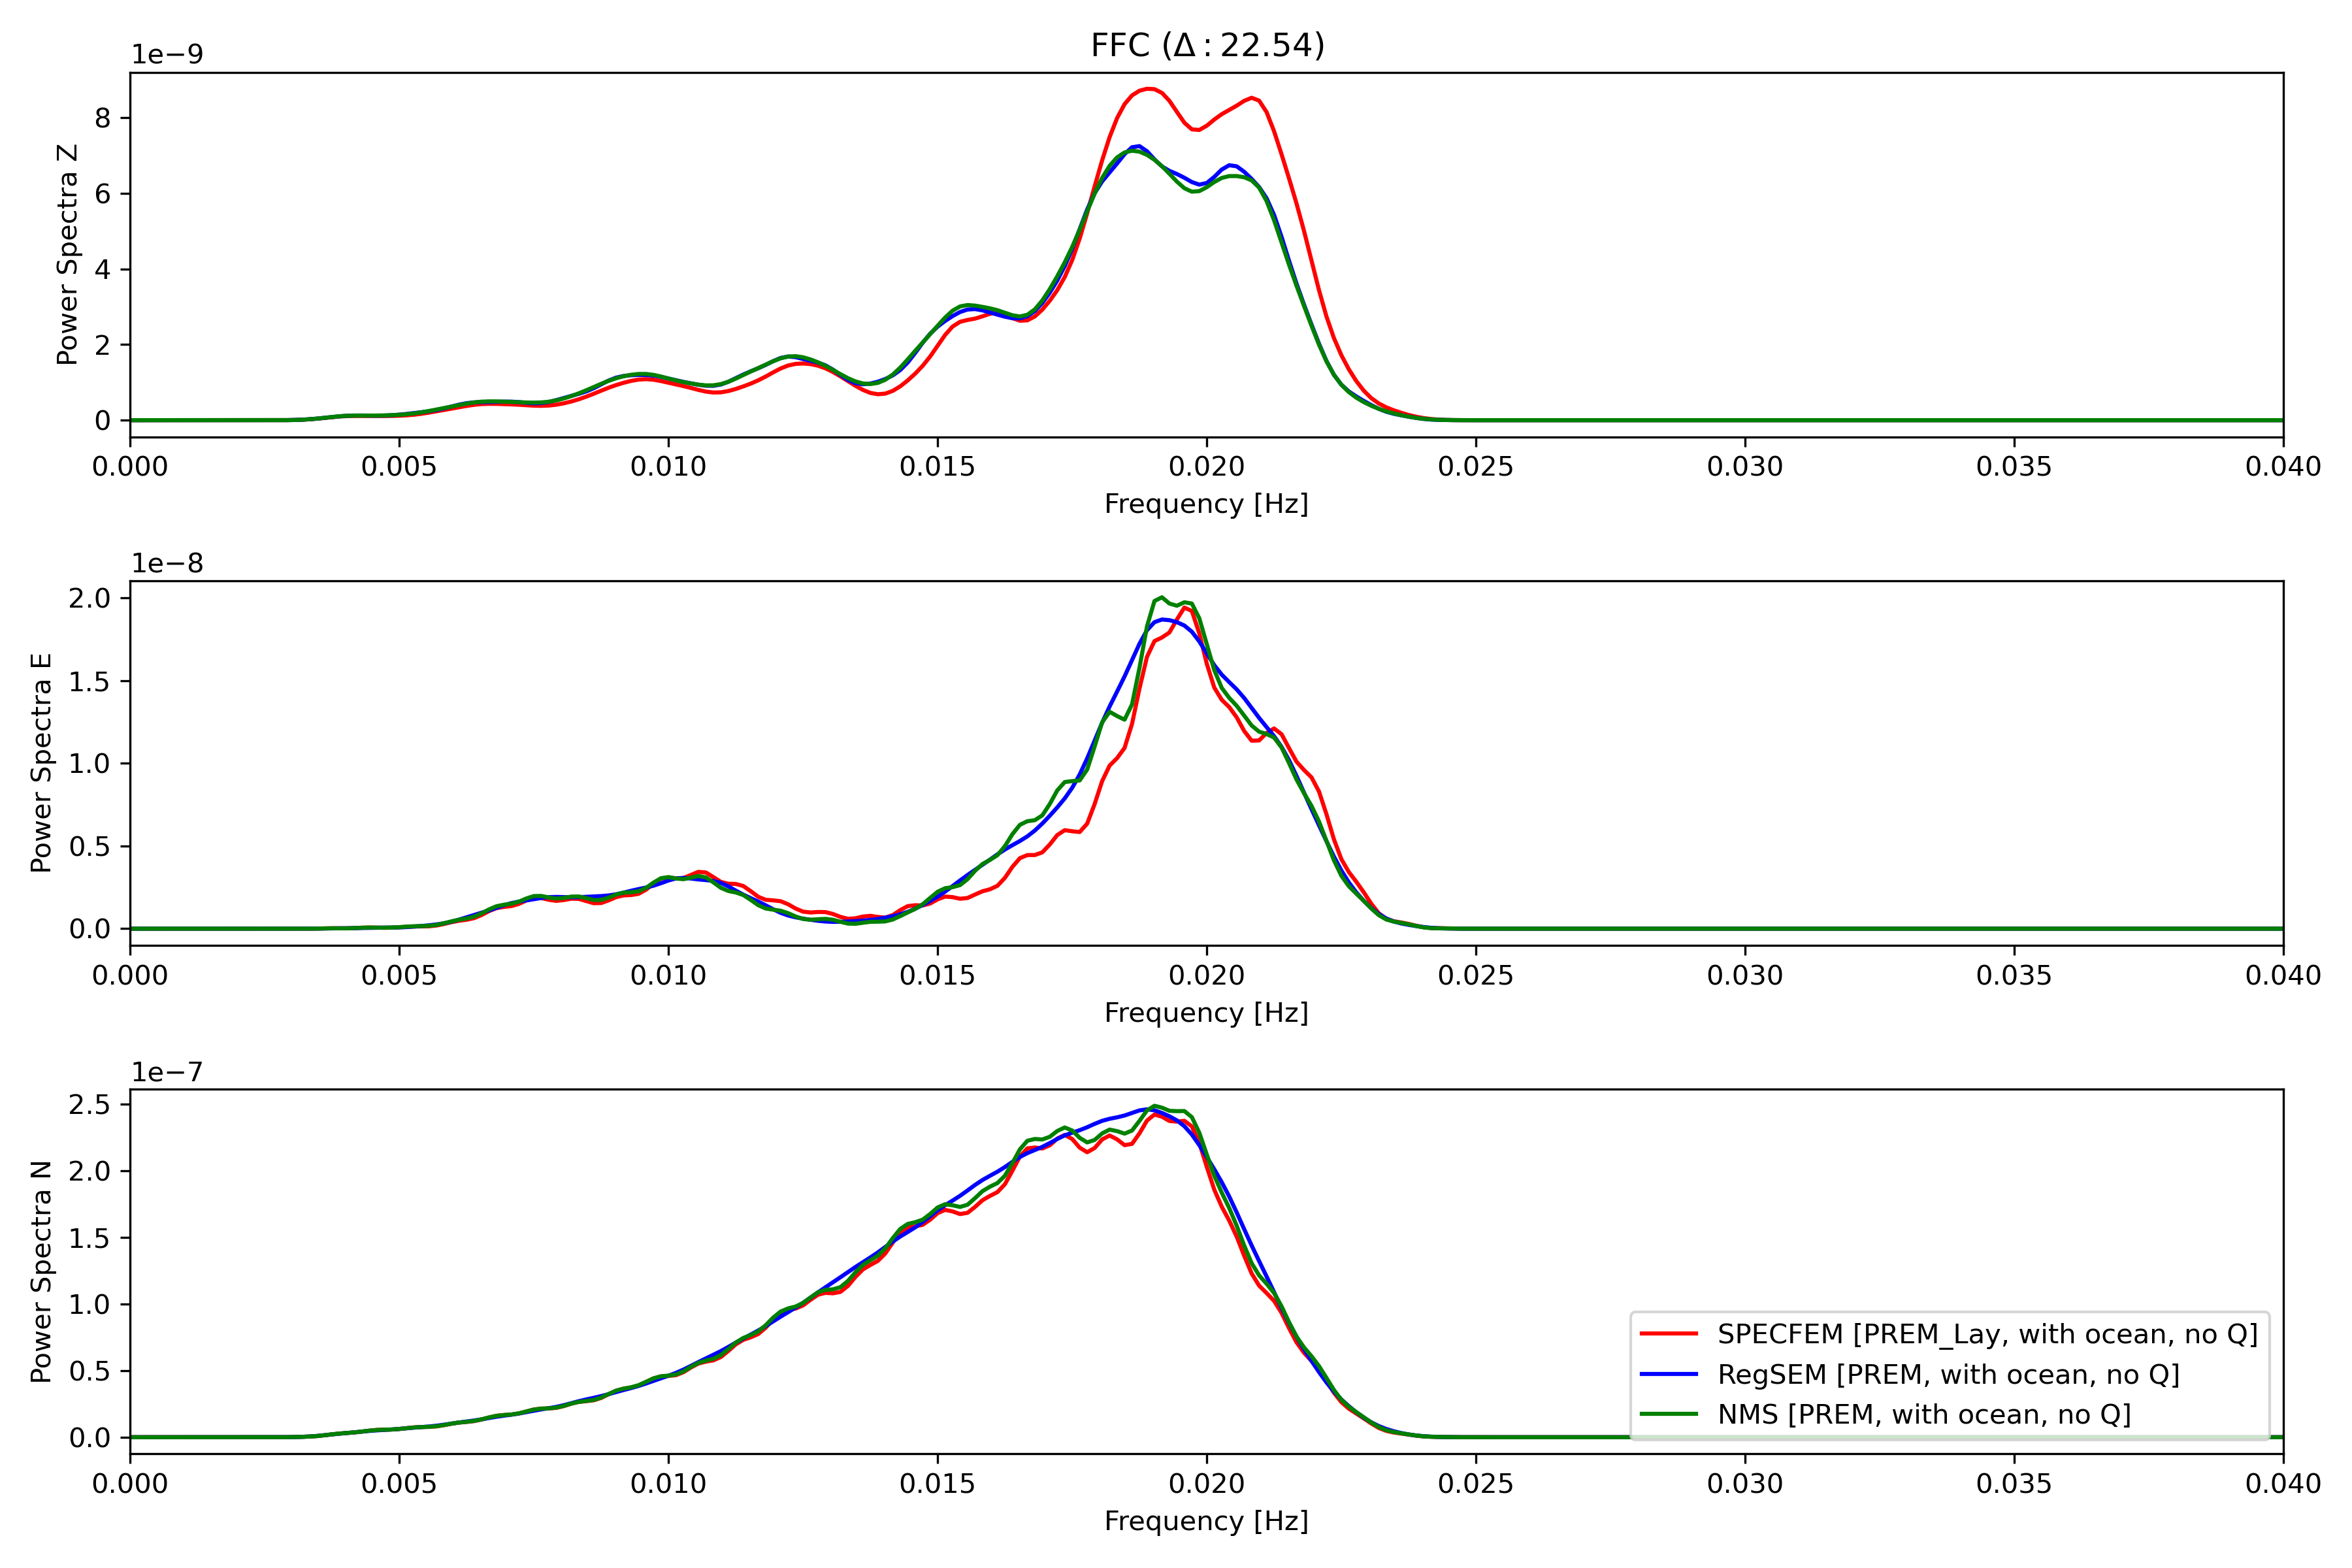 FFC (Δ : 22.54)
1e−9
Power Spectra Z
8
6
4
2
0
0.000 0.005 0.010 0.015 0.020 0.025 0.030 0.035 0.040
Frequency [Hz]
1e−8
Power Spectra E
2.0
1.5
1.0
0.5
0.0
0.000 0.005 0.010 0.015 0.020 0.025 0.030 0.035 0.040
Frequency [Hz]
1e−7
Power Spectra N
2.5
2.0
1.5
1.0
0.5
0.0
SPECFEM [PREM_Lay, with ocean, no Q]
RegSEM [PREM, with ocean, no Q]
NMS [PREM, with ocean, no Q]
0.000 0.005 0.010 0.015 0.020 0.025 0.030 0.035 0.040
Frequency [Hz]